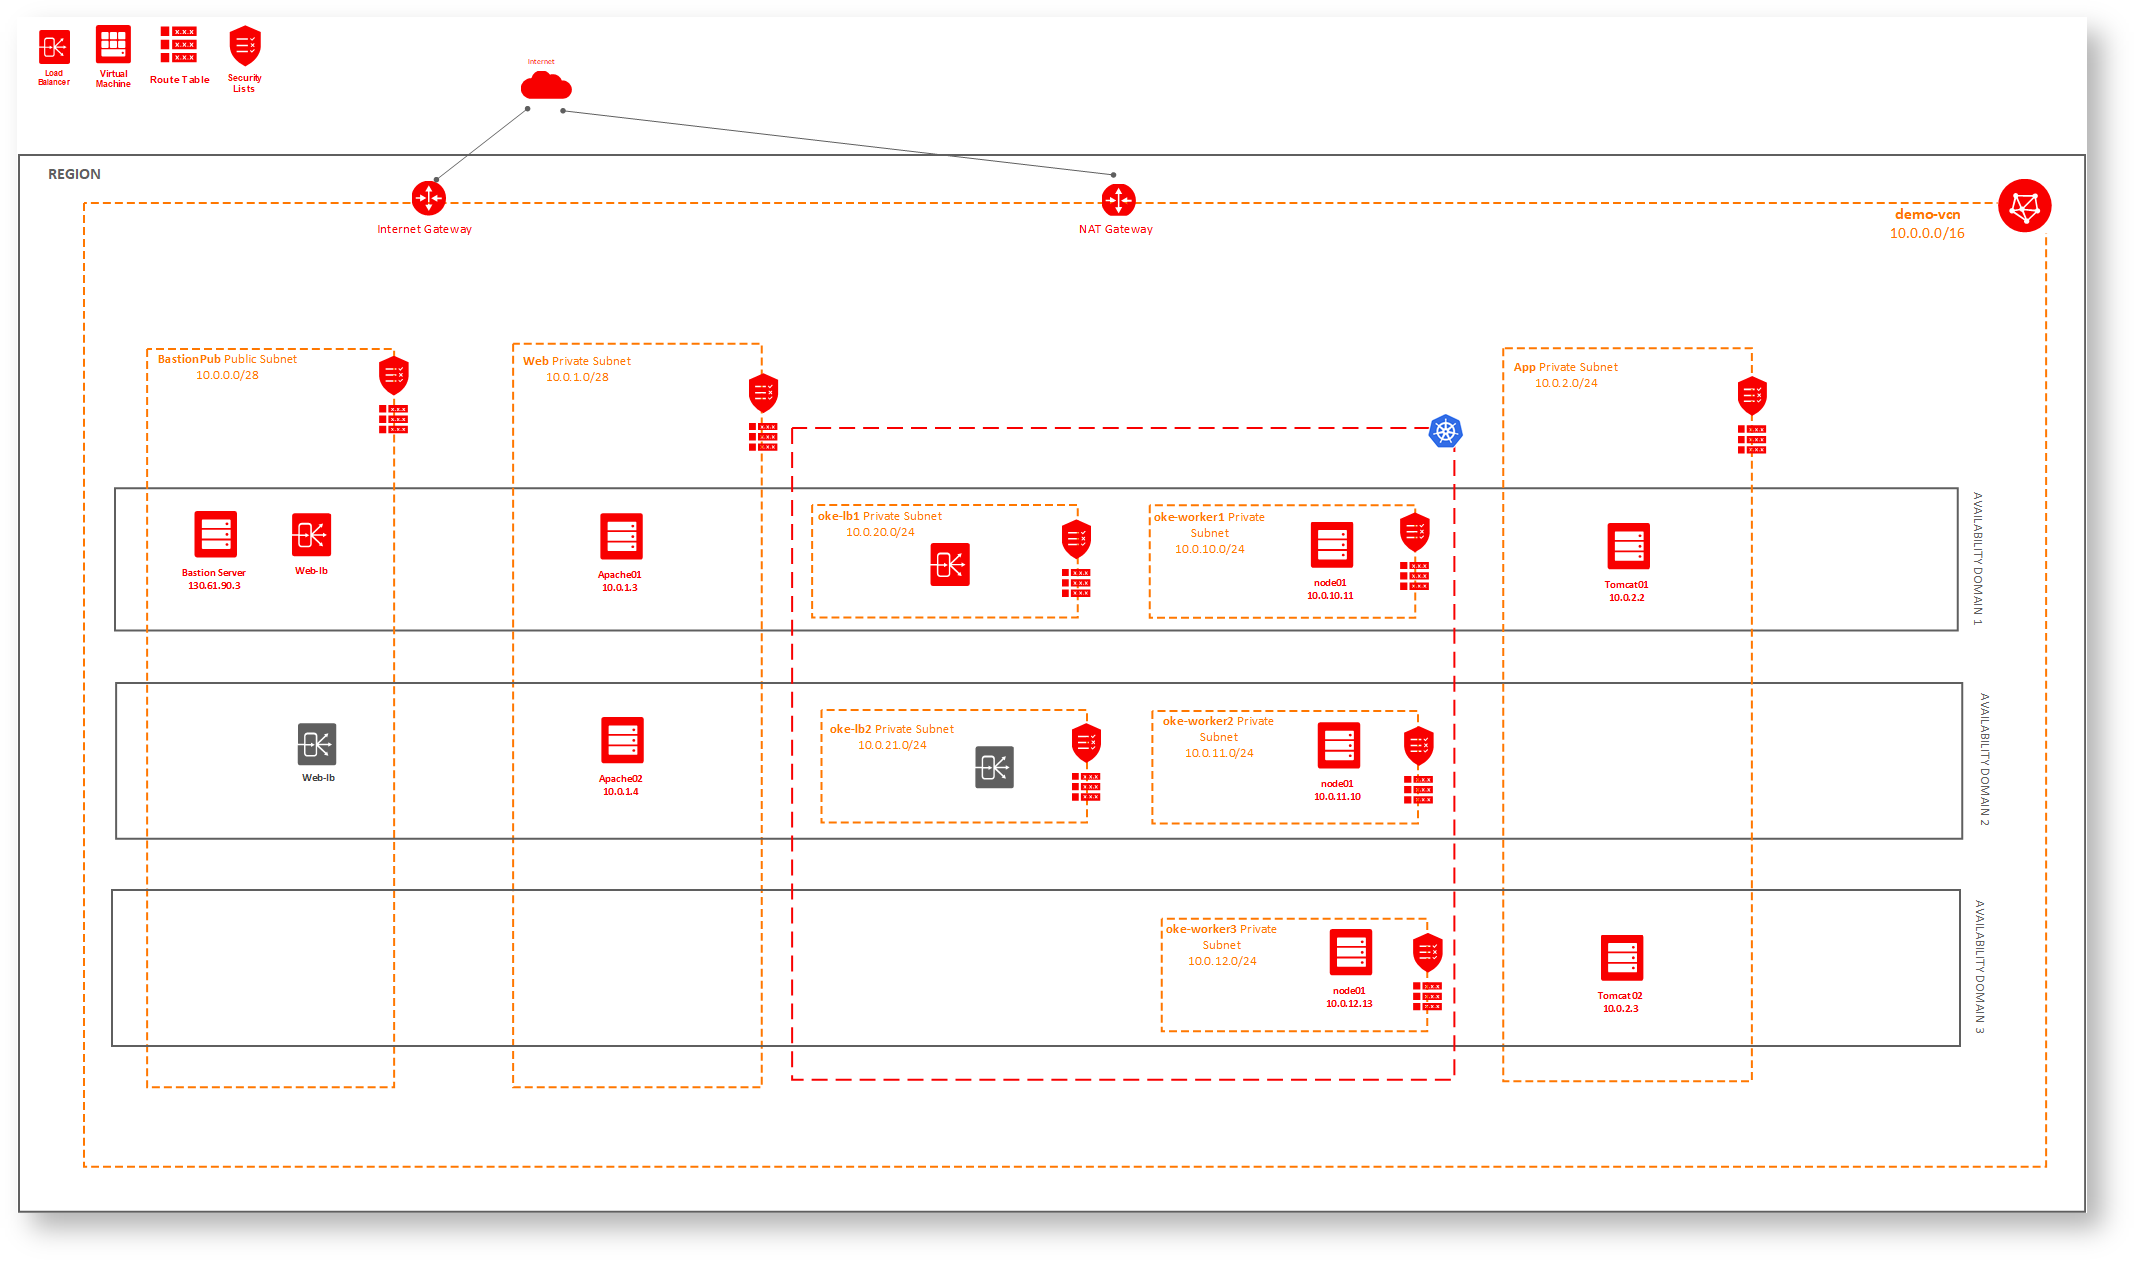 Load
Balancer
Virtual
Machine
Route Table
Security
Lists
Internet
REGION
Internet Gateway
NAT Gateway
demo-vcn
10.0.0.0/16
BastionPub Public Subnet
10.0.0.0/28
Web Private Subnet
10.0.1.0/28
App Private Subnet
10.0.2.0/24
AVAILABILITY DOMAIN 1
Bastion Server
130.61.90.3
Web-lb
Apache01
10.0.1.3
oke-lb1 Private Subnet
10.0.20.0/24
oke-worker1 Private
Subnet
10.0.10.0/24
node01
10.0.10.11
Tomcat01
10.0.2.2
AVAILABILITY DOMAIN 2
Web-lb
Apache02
10.0.1.4
oke-lb2 Private Subnet
10.0.21.0/24
oke-worker2 Private
Subnet
10.0.11.0/24
node01
10.0.11.10
AVAILABILITY DOMAIN 3
oke-worker3 Private
Subnet
10.0.12.0/24
node01
10.0.12.13
Tomcat 02
10.0.2.3